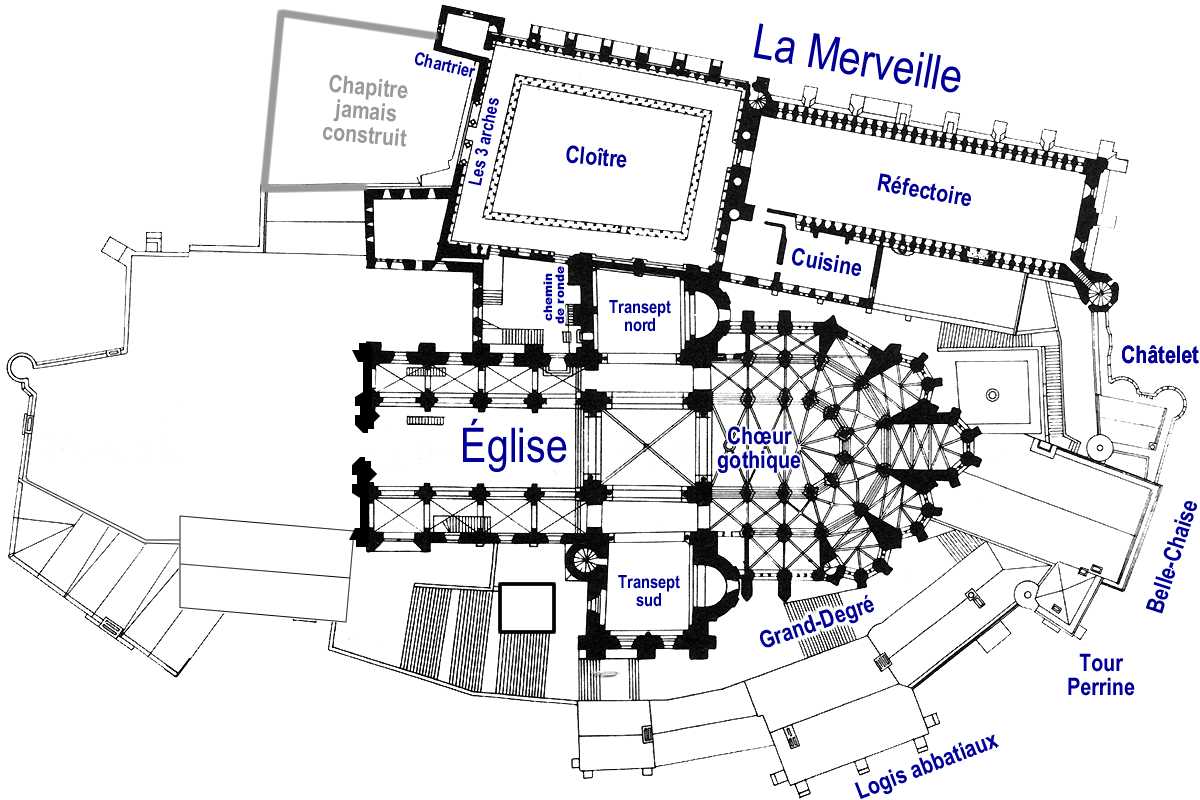 La Merveille
Chartrier
Chapitre
jamais
construit
Les 3 arches
Cloître
Réfectoire
Cuisine
chemin
de ronde
Transept
nord
Châtelet
Église
Chœur
gothique
Belle-Chaise
Transept
sud
Grand-Degré
Tour
Perrine
Logis abbatiaux